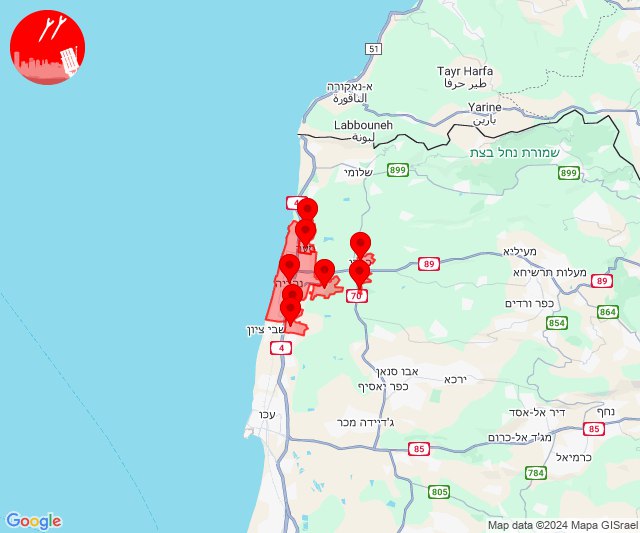 51
Tayr Harfa
طير حرفا
א-נאקורה
الناقورة
Yarine
يارين
Labbouneh
لبونة
שמורת נחל בצת
899
899
שלומי
4
89
מעיליא
מעלות תרשיחא
89
נהריה
70
כפר ורדים
864
854
שבי ציון
4
אבו סנאן
ירכא
כפר יאסיף
עכו
נחף
דיר אל-אסד
ג'דיידה מכר
85
מג'ד אל-כרום
85
כרמיאל
784
805
Google
Map data ©2024 Mapa GISrael